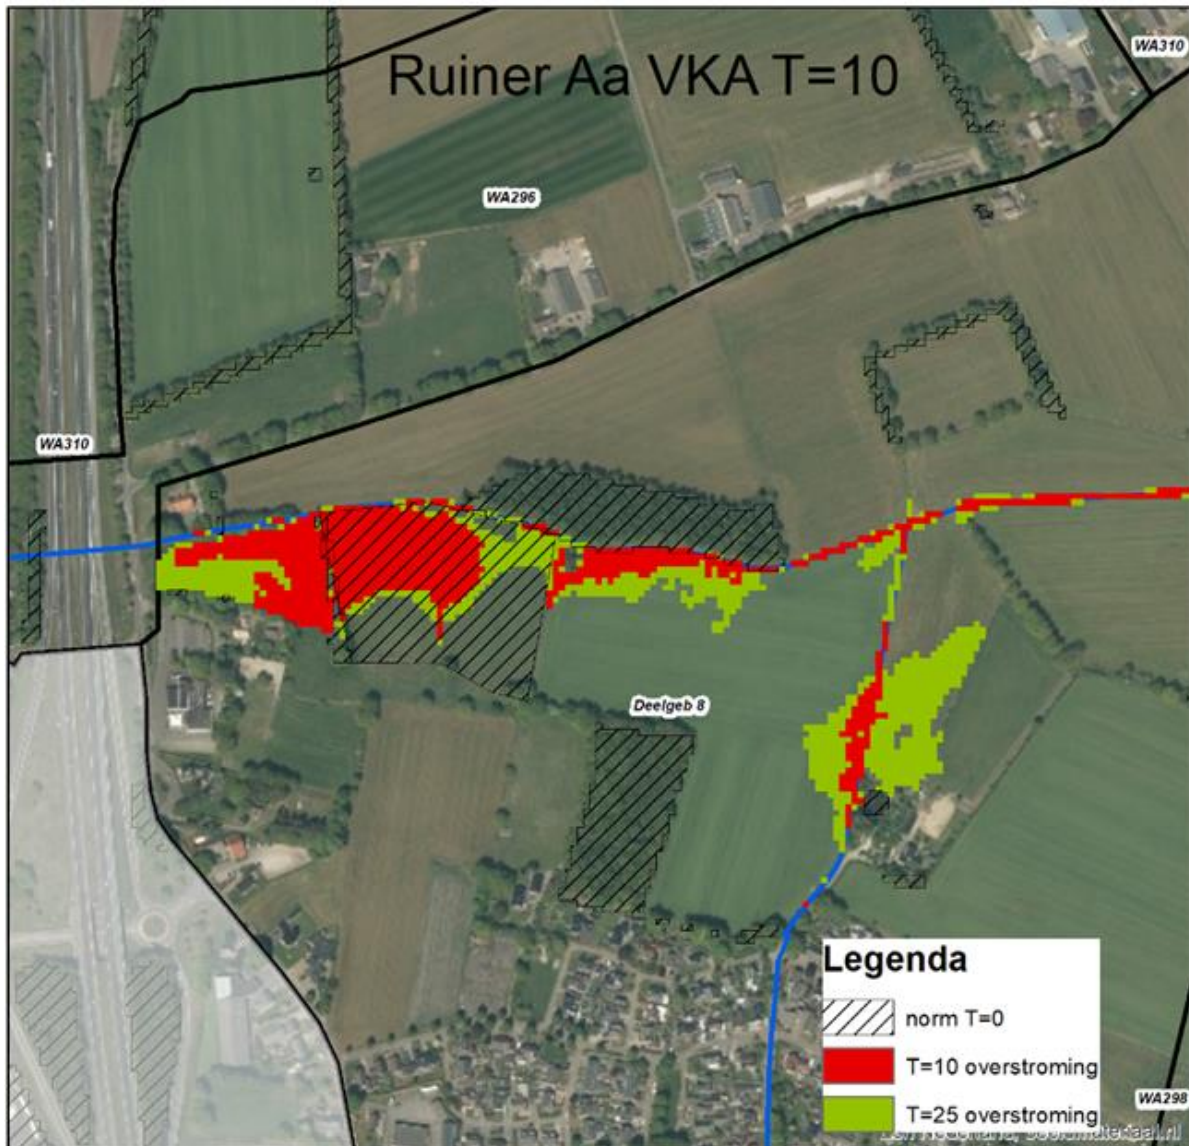 WA310
Ruiner Aa VKA T=10
WA296
WA310
Deelgeb 8
Legenda
norm T=0
T=10 overstroming
T=25 overstroming
WA298